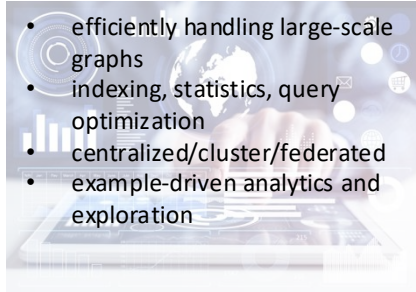 • efficiently handling large-scale
graphs
• indexing, statistics, query
optimization
• centralized/cluster/federated
• example-driven analytics and
exploration